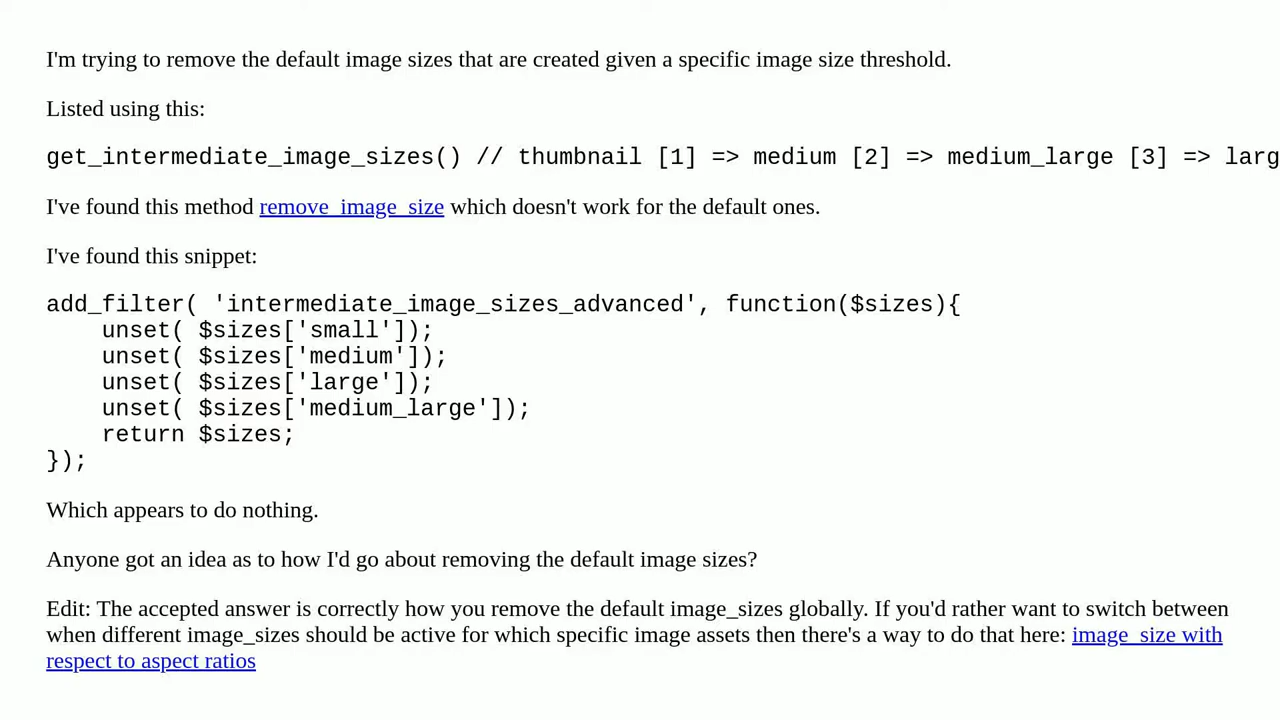 I'm trying to remove the default image sizes that are created given a specific image size threshold.
Listed using this:
get_intermediate_image_sizes() // thumbnail [1] => medium [2] => medium_large [3] => larg
I've found this method remove_image_size which doesn't work for the default ones.
I've found this snippet:
add_filter( 'intermediate_image_sizes_advanced', function($sizes){
    unset( $sizes['small']);
    unset( $sizes['medium']);
    unset( $sizes['large']);
    unset( $sizes['medium_large']);
    return $sizes;
});
Which appears to do nothing.
Anyone got an idea as to how I'd go about removing the default image sizes?
Edit: The accepted answer is correctly how you remove the default image_sizes globally. If you'd rather want to switch between
when different image_sizes should be active for which specific image assets then there's a way to do that here: image_size with
respect to aspect ratios